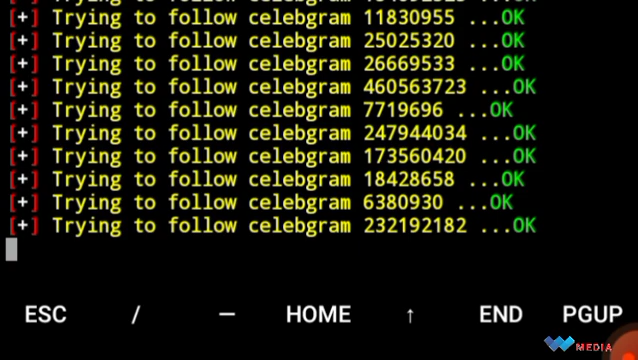 [+] Trying to follow celebgram 11830955 ...OK
[+] Trying to follow celebgram 25025320 ...OK
[+] Trying to follow celebgram 26669533 ...OK
[+] Trying to follow celebgram 460563723 ...OK
[+] Trying to follow celebgram 7719696 ...OK
[+] Trying to follow celebgram 247944034 ...OK
[+] Trying to follow celebgram 173560420 ...OK
[+] Trying to follow celebgram 18428658 ...OK
[+] Trying to follow celebgram 6380930 ...OK
[+] Trying to follow celebgram 232192182 ...OK
ESC / — HOME ↑ END PGUP
MEDIA